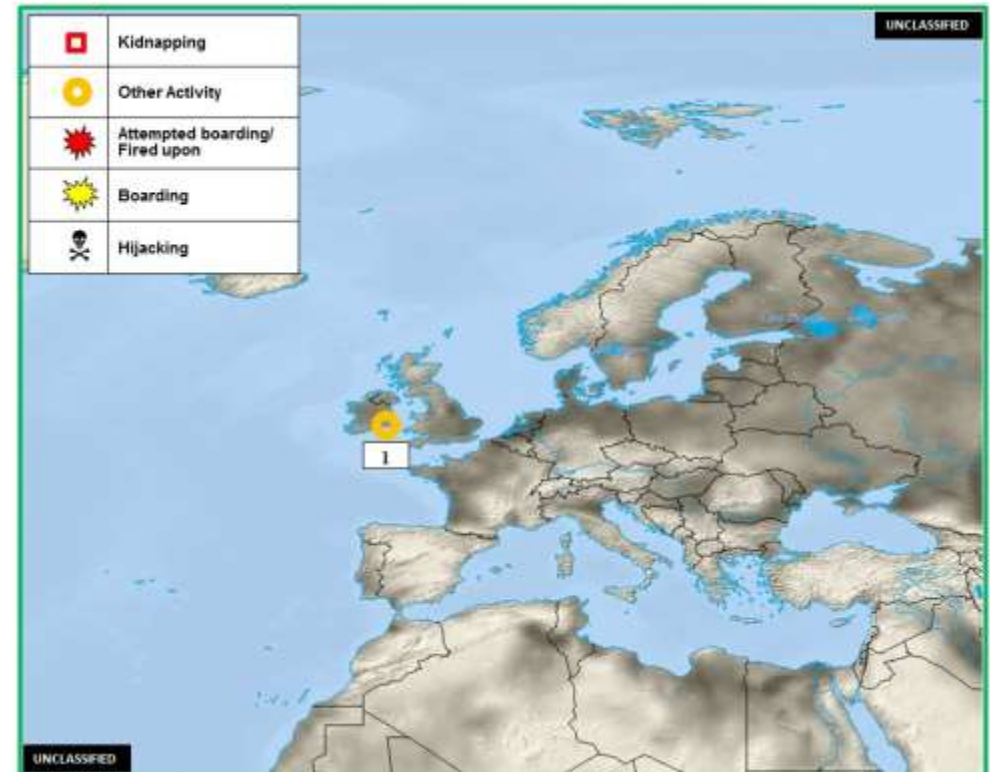 UNCLASSIFIED
Kidnapping
Other Activity
Attempted boarding/
Fired upon
Boarding
Hijacking
1
UNCLASSIFIED